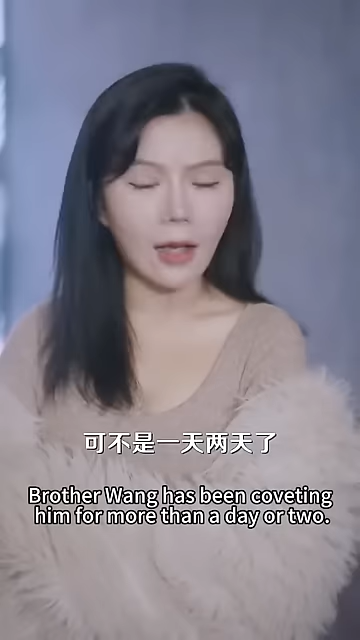 可不是一天两天了
Brother Wang has been coveting
him for more than a day or two.